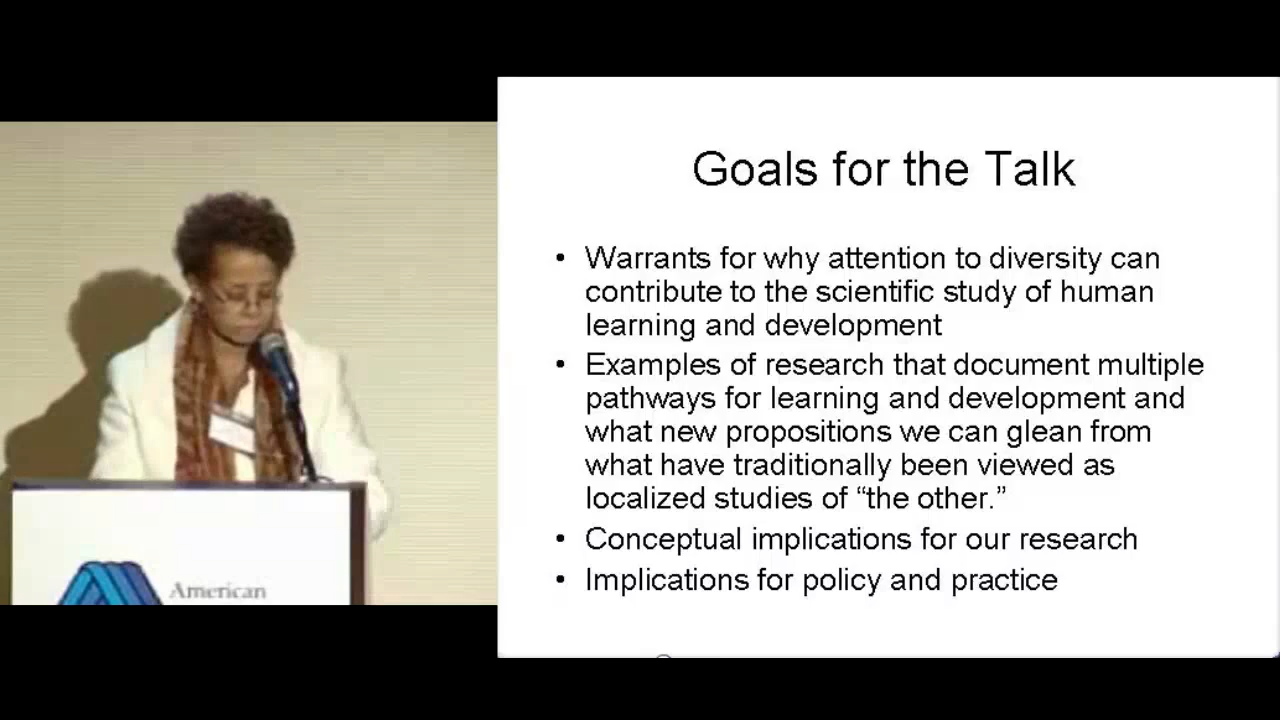 Goals for the Talk
• Warrants for why attention to diversity can
contribute to the scientific study of human
learning and development
• Examples of research that document multiple
pathways for learning and development and
what new propositions we can glean from
what have traditionally been viewed as
localized studies of “the other.”
• Conceptual implications for our research
• Implications for policy and practice
American